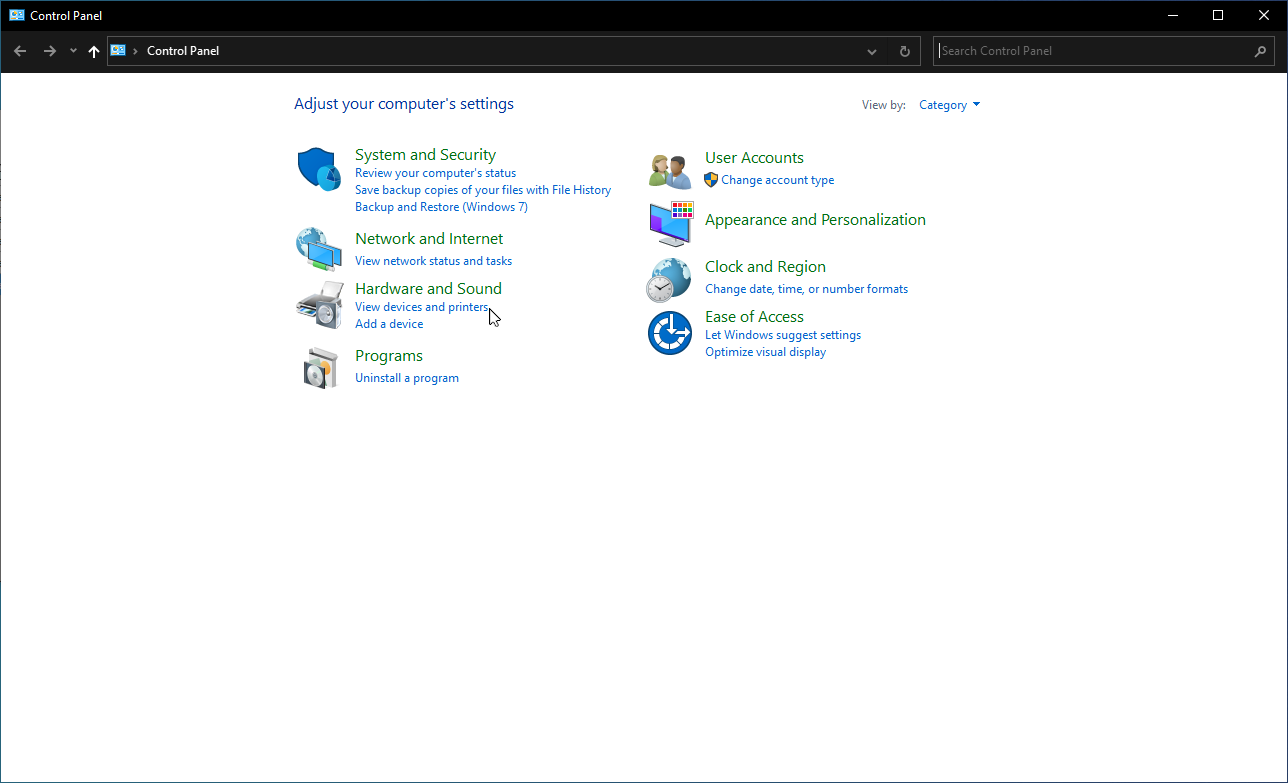 Control Panel
Control Panel
Search Control Panel
Adjust your computer's settings
View by: Category
System and Security
Review your computer's status
Save backup copies of your files with File History
Backup and Restore (Windows 7)
Network and Internet
View network status and tasks
Hardware and Sound
View devices and printers
Add a device
Programs
Uninstall a program
User Accounts
Change account type
Appearance and Personalization
Clock and Region
Change date, time, or number formats
Ease of Access
Let Windows suggest settings
Optimize visual display